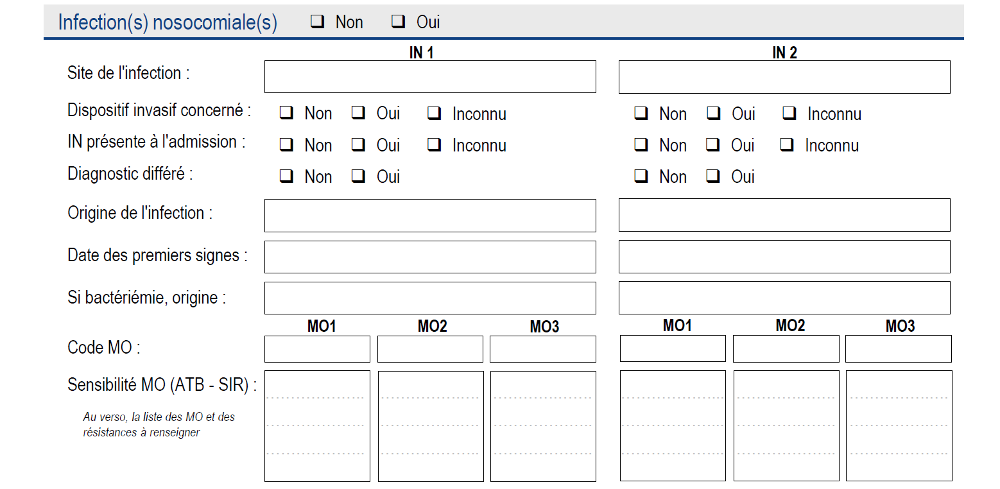 Infection(s) nosocomiale(s) ❑ Non ❑ Oui
IN 1 IN 2
Site de l'infection :
Dispositif invasif concerné : ❑ Non ❑ Oui ❑ Inconnu ❑ Non ❑ Oui ❑ Inconnu
IN présente à l'admission : ❑ Non ❑ Oui ❑ Inconnu ❑ Non ❑ Oui ❑ Inconnu
Diagnostic différé : ❑ Non ❑ Oui ❑ Non ❑ Oui
Origine de l'infection :
Date des premiers signes :
Si bactériémie, origine :
MO1 MO2 MO3 MO1 MO2 MO3
Code MO :
Sensibilité MO (ATB - SIR) :
Au verso, la liste des MO et des
résistances à renseigner